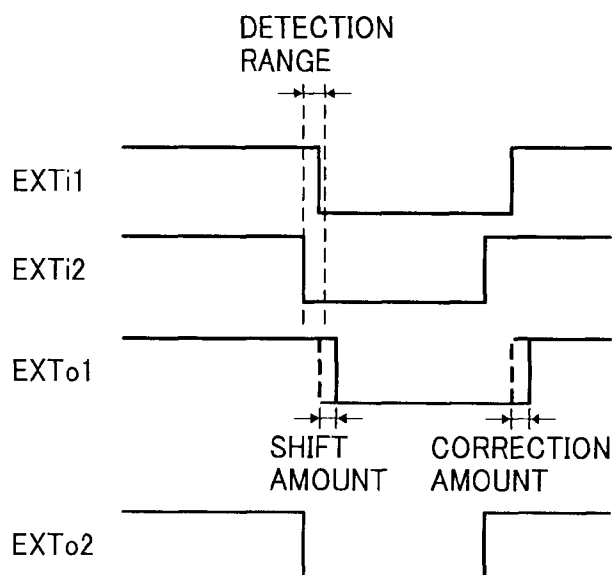 DETECTION
RANGE
EXTi1
EXTi2
EXTo1
SHIFT
AMOUNT
CORRECTION
AMOUNT
EXTo2